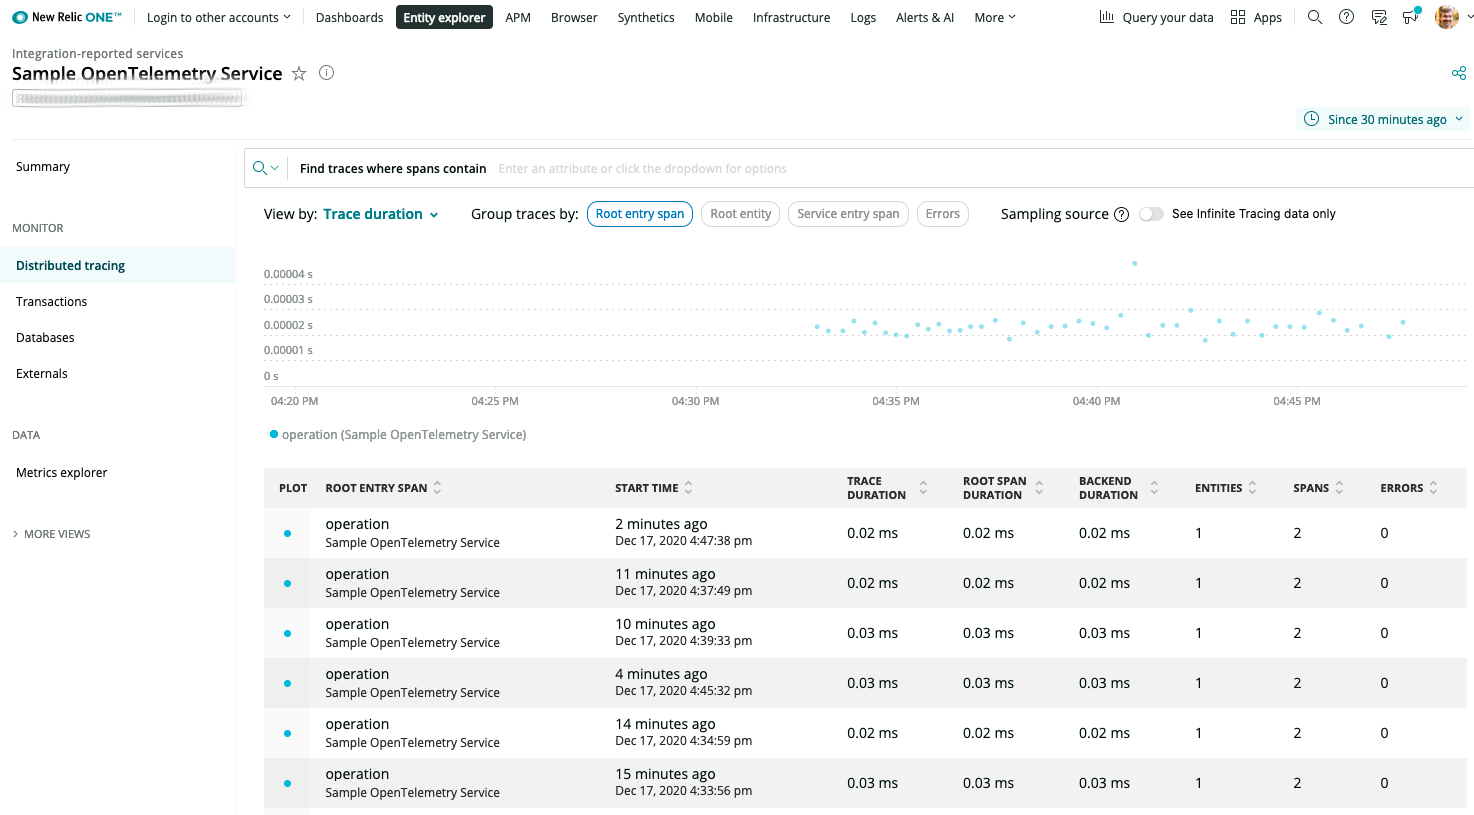 New Relic ONE™ Login to other accounts Dashboards Entity explorer APM Browser Synthetics Mobile Infrastructure Logs Alerts & AI More Query your data Apps
Integration-reported services
Sample OpenTelemetry Service
Since 30 minutes ago
Summary
MONITOR
Distributed tracing
Transactions
Databases
Externals
DATA
Metrics explorer
MORE VIEWS
Find traces where spans contain Enter an attribute or click the dropdown for options
View by: Trace duration Group traces by: Root entry span Root entity Service entry span Errors Sampling source See Infinite Tracing data only
0.00004 s
0.00003 s
0.00002 s
0.00001 s
0 s
04:20 PM 04:25 PM 04:30 PM 04:35 PM 04:40 PM 04:45 PM
operation (Sample OpenTelemetry Service)
PLOT ROOT ENTRY SPAN START TIME TRACE DURATION ROOT SPAN DURATION BACKEND DURATION ENTITIES SPANS ERRORS
operation 2 minutes ago
Sample OpenTelemetry Service Dec 17, 2020 4:47:38 pm 0.02 ms 0.02 ms 0.02 ms 1 2 0
operation 11 minutes ago
Sample OpenTelemetry Service Dec 17, 2020 4:37:49 pm 0.02 ms 0.02 ms 0.02 ms 1 2 0
operation 10 minutes ago
Sample OpenTelemetry Service Dec 17, 2020 4:39:33 pm 0.03 ms 0.03 ms 0.03 ms 1 2 0
operation 4 minutes ago
Sample OpenTelemetry Service Dec 17, 2020 4:45:32 pm 0.03 ms 0.03 ms 0.03 ms 1 2 0
operation 14 minutes ago
Sample OpenTelemetry Service Dec 17, 2020 4:34:59 pm 0.02 ms 0.02 ms 0.02 ms 1 2 0
operation 15 minutes ago
Sample OpenTelemetry Service Dec 17, 2020 4:33:56 pm 0.03 ms 0.03 ms 0.03 ms 1 2 0